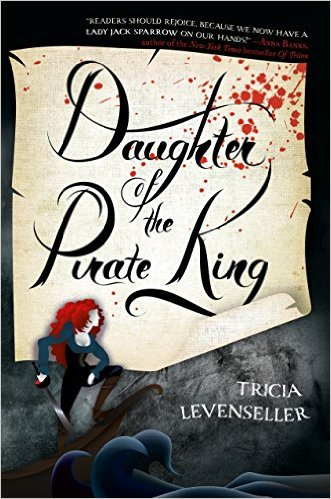 "READERS SHOULD REJOICE, BECAUSE WE NOW HAVE A
LADY JACK SPARROW ON OUR HANDS!"—ANNA BANKS,
author of the New York Times bestseller Of Triton
Daughter
of
the
Pirate King
TRICIA
LEVENSELLER